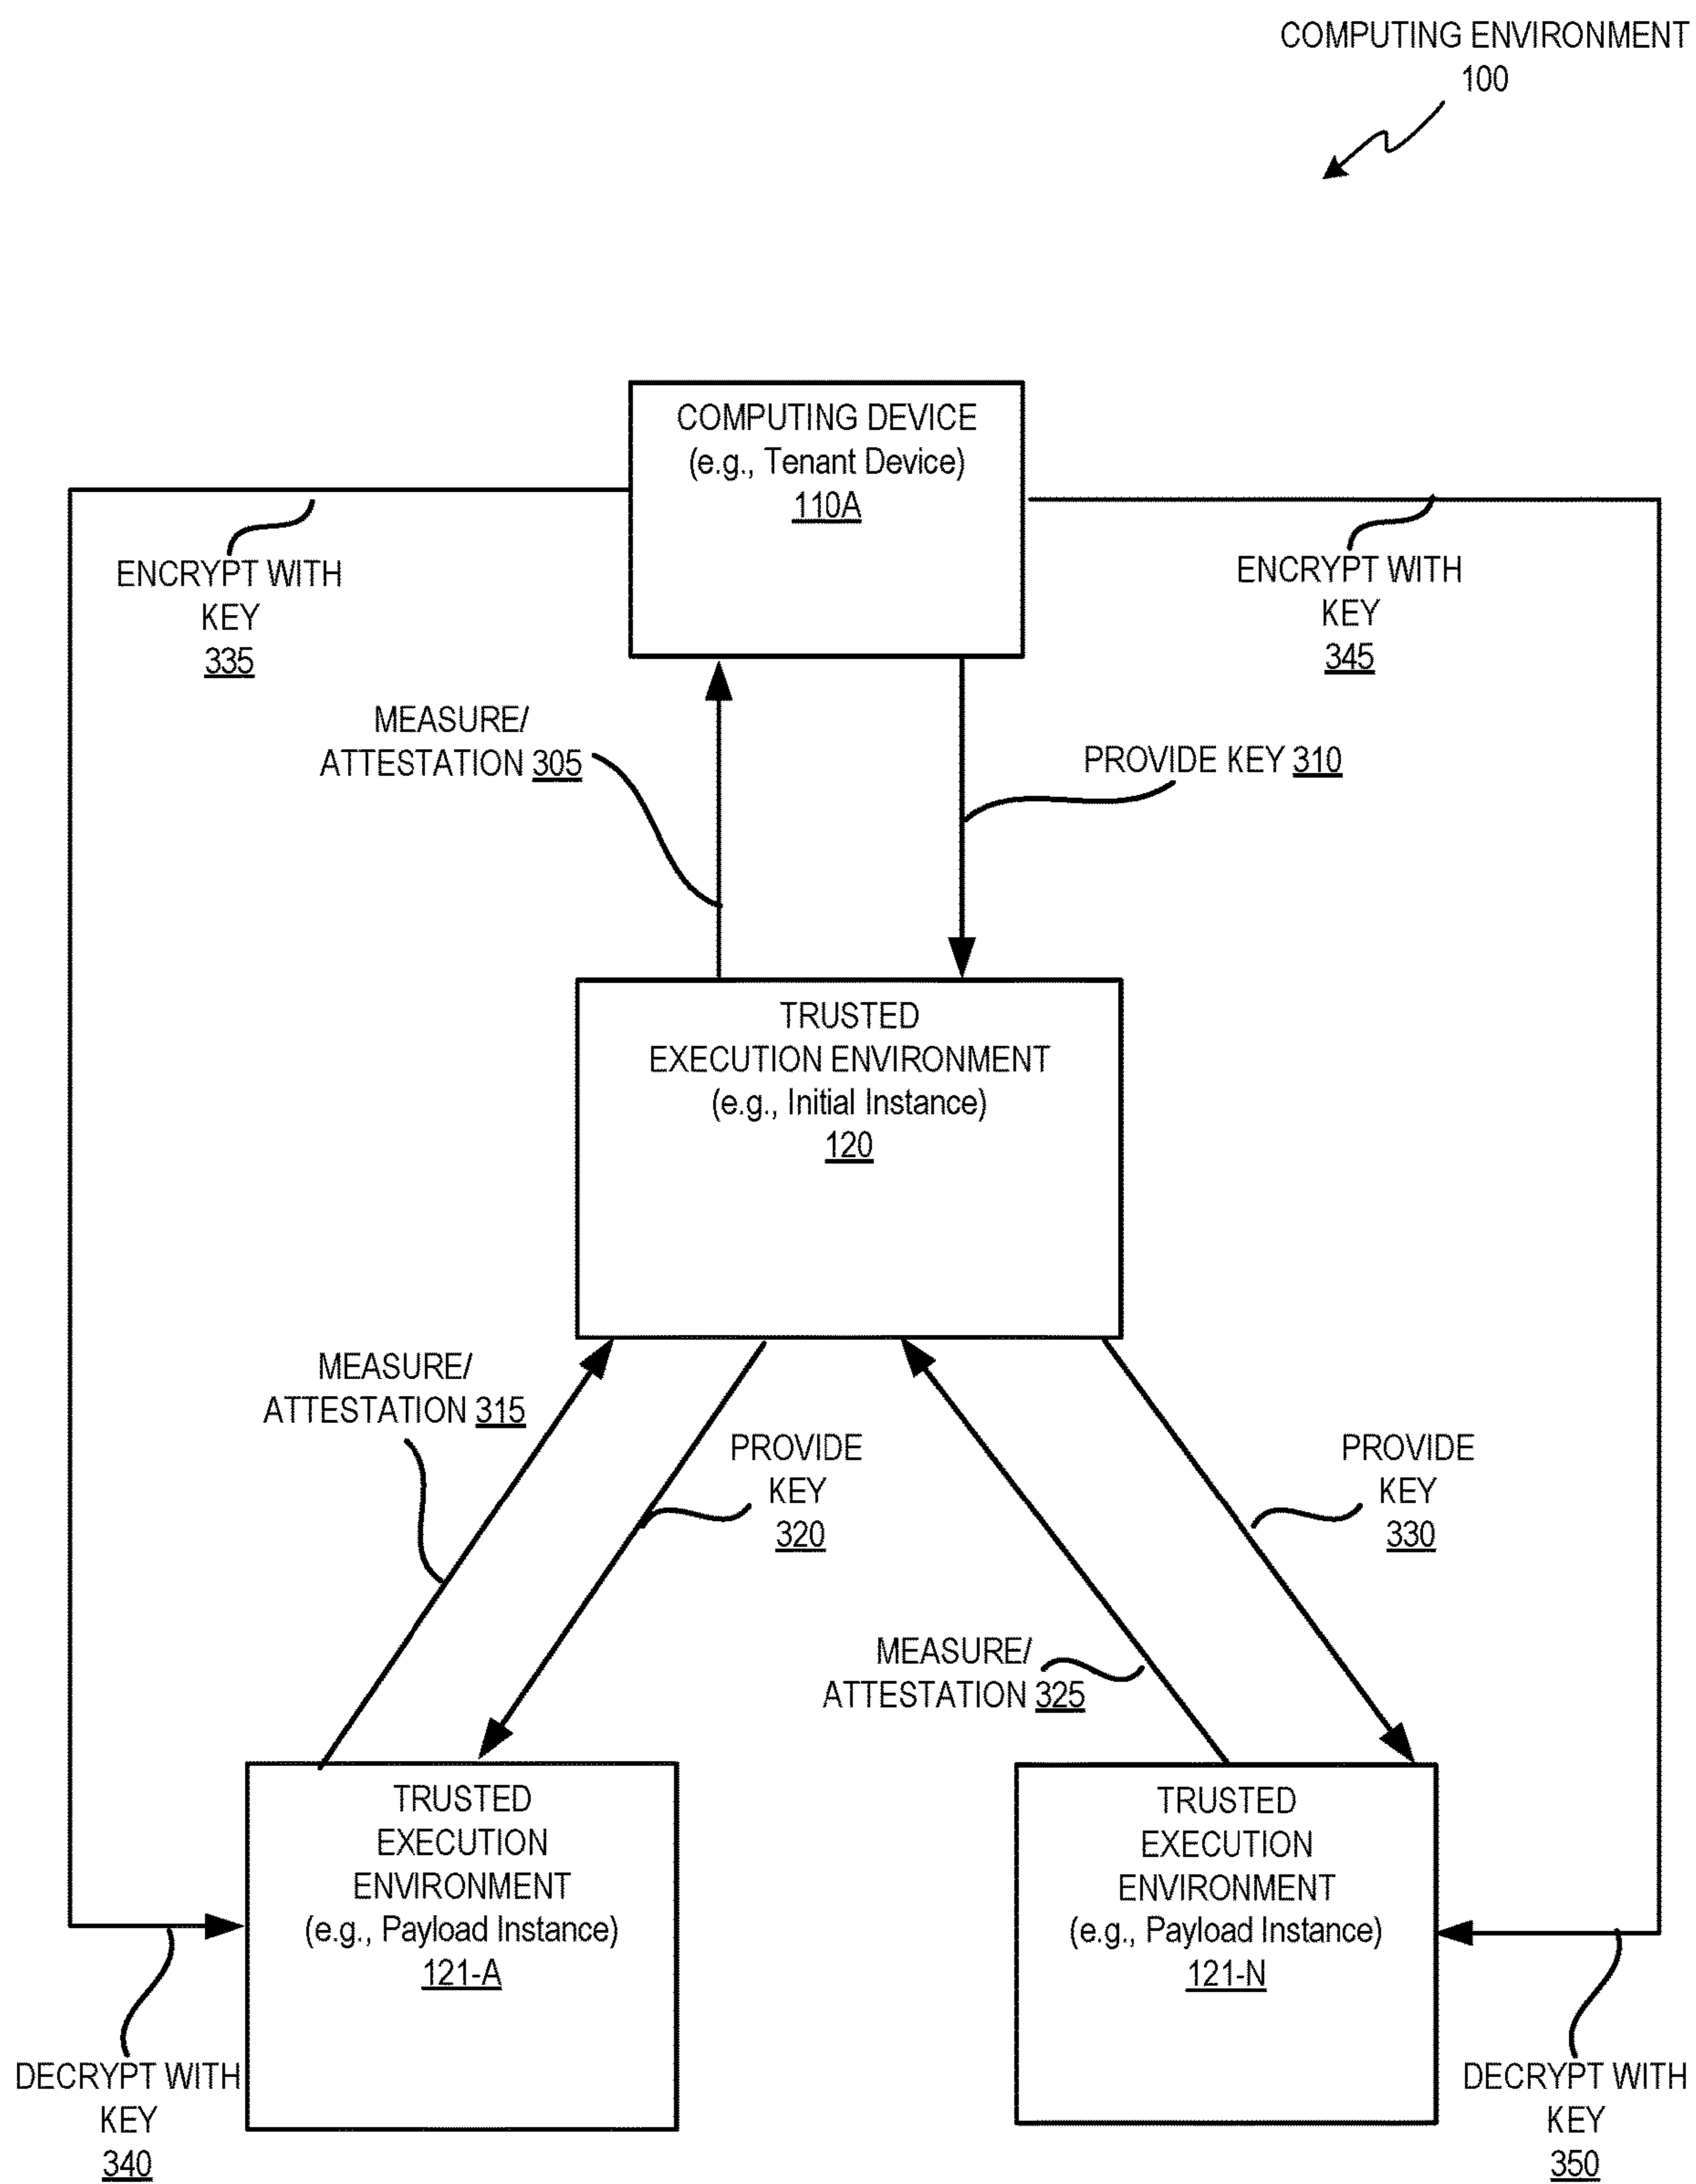 COMPUTING ENVIRONMENT
100
COMPUTING DEVICE
(e.g., Tenant Device)
110A
ENCRYPT WITH
KEY
335
ENCRYPT WITH
KEY
345
MEASURE/
ATTESTATION 305
PROVIDE KEY 310
TRUSTED
EXECUTION ENVIRONMENT
(e.g., Initial Instance)
120
MEASURE/
ATTESTATION 315
PROVIDE
KEY
320
PROVIDE
KEY
330
MEASURE/
ATTESTATION 325
TRUSTED
EXECUTION
ENVIRONMENT
(e.g., Payload Instance)
121-A
TRUSTED
EXECUTION
ENVIRONMENT
(e.g., Payload Instance)
121-N
DECRYPT WITH
KEY
340
DECRYPT WITH
KEY
350